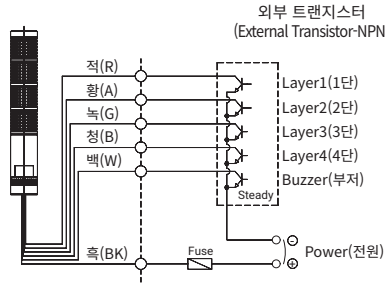 외부 트랜지스터
(External Transistor-NPN
적(R)
황(A)
녹(G)
청(B)
백(W)
Layer1(1단)
Layer2(2단)
Layer3(3단)
Layer4(4단)
Buzzer(부저)
Steady
흑(BK)
Fuse
Power(전원)